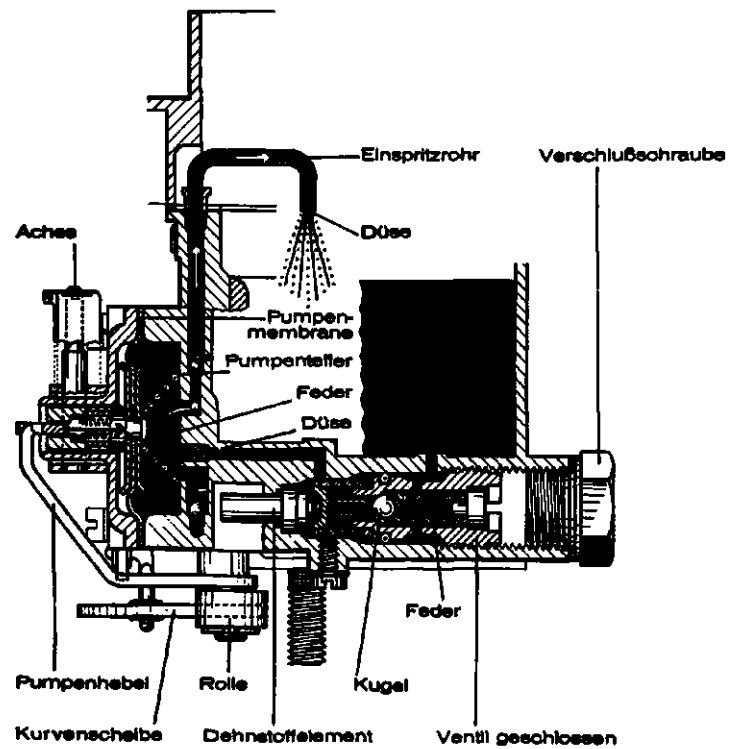 Einspritzrohr
Verschlußschraube
Achse
Düse
Pumpen-
membrane
Pumpenteller
Feder
Düse
Feder
Pumpenhebel
Rolle
Kugel
Kurvenscheibe
Dehnstoffelement
Ventil geschlossen